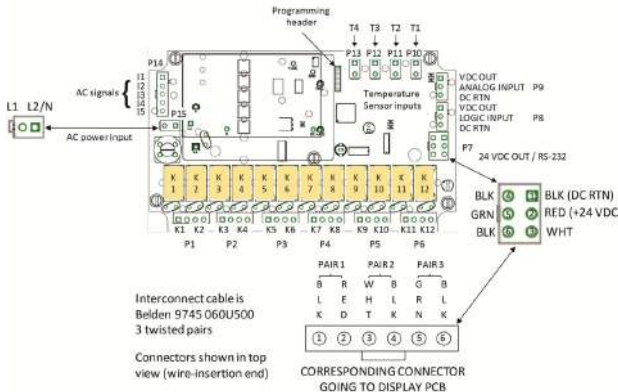 Programming
header
T4 T3 T2 T1
P13 P12 P11 P10
P14
I1
I2
I3
I4
I5
AC signals
VDC OUT
ANALOG INPUT P9
DC RTN
VDC OUT
LOGIC INPUT P8
DC RTN
Temperature
Sensor inputs
L1 L2/N
P15
AC power input
P7
24 VDC OUT / RS-232
K K K K K K K K K K K K
1 2 3 4 5 6 7 8 9 10 11 12
K1 K2 K3 K4 K5 K6 K7 K8 K9 K10 K11 K12
P1 P2 P3 P4 P5 P6
BLK 4 1 BLK (DC RTN)
GRN 5 2 RED (+24 VDC
BLK 6 3 WHT
PAIR 1 PAIR 2 PAIR 3
B R W B G B
L E H L R L
K D T K N K
1 2 3 4 5 6
Interconnect cable is
Belden 9745 060U500
3 twisted pairs
Connectors shown in top
view (wire-insertion end)
CORRESPONDING CONNECTOR
GOING TO DISPLAY PCB